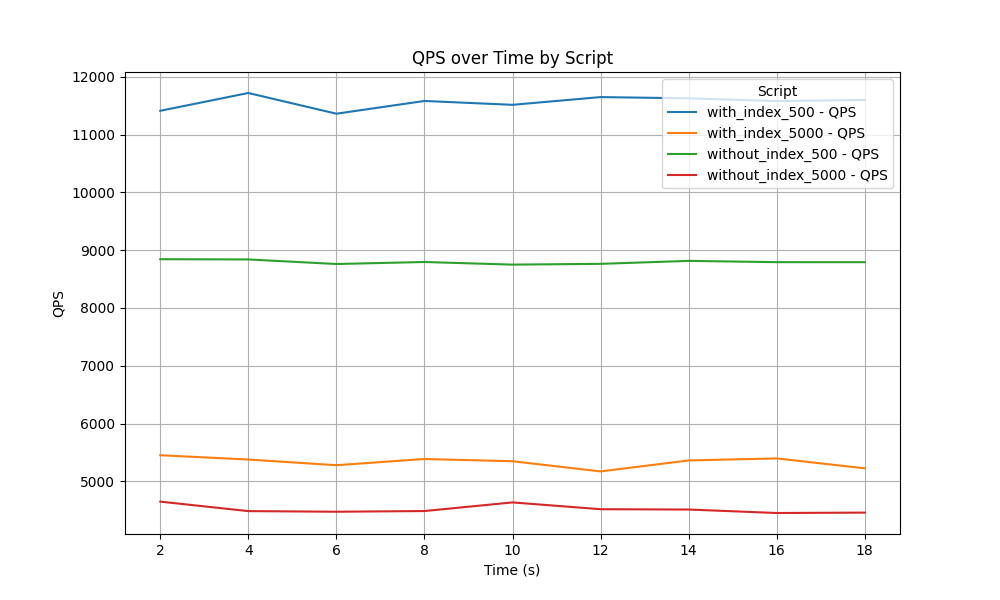 QPS over Time by Script
12000
11000
10000
9000
8000
7000
6000
5000
QPS
Script
with_index_500 - QPS
with_index_5000 - QPS
without_index_500 - QPS
without_index_5000 - QPS
2 4 6 8 10 12 14 16 18
Time (s)